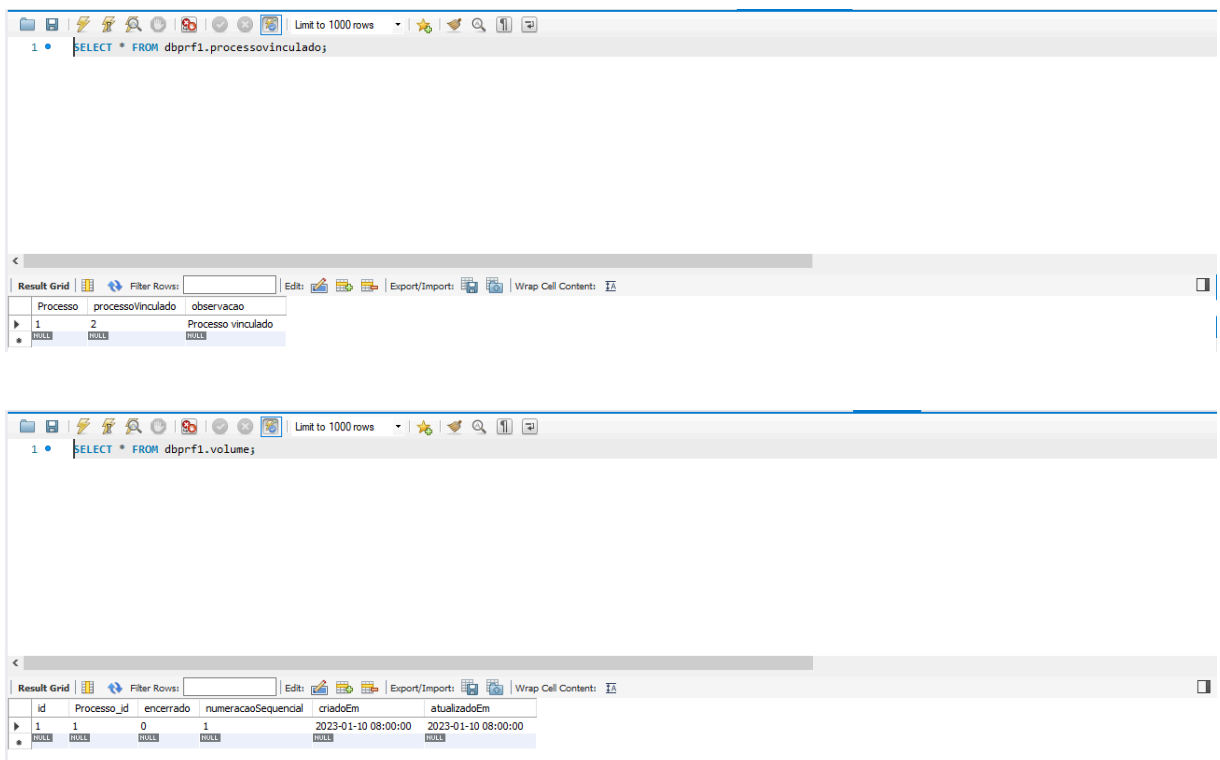 Limit to 1000 rows
1 SELECT * FROM dbprf1.processovinculado;
Result Grid Filter Rows: Edit: Export/Import: Wrap Cell Content: IA
Processo processoVinculado observacao
1 2 Processo vinculado
NULL NULL NULL
Limit to 1000 rows
1 SELECT * FROM dbprf1.volume;
Result Grid Filter Rows: Edit: Export/Import: Wrap Cell Content: IA
id Processo_id encerrado numeracaoSequencial criadoEm atualizadoEm
1 1 0 1 2023-01-10 08:00:00 2023-01-10 08:00:00
NULL NULL NULL NULL NULL NULL